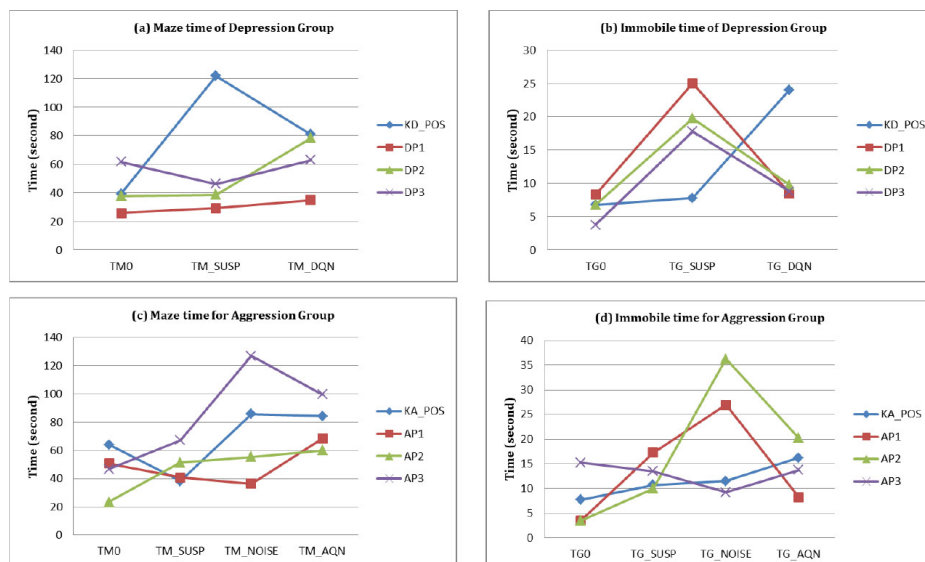 (a) Maze time of Depression Group
140
120
100
80
60
40
20
0
Time (second)
TM0 TM_SUSP TM_DQN
KD_POS
DP1
DP2
DP3
(b) Immobile time of Depression Group
30
25
20
15
10
5
0
Time (second)
TG0 TG_SUSP TG_DQN
KD_POS
DP1
DP2
DP3
(c) Maze time for Aggression Group
140
120
100
80
60
40
20
0
Time (second)
TM0 TM_SUSP TM_NOISE TM_AQN
KA_POS
AP1
AP2
AP3
(d) Immobile time for Aggression Group
40
35
30
25
20
15
10
5
0
Time (second)
TG0 TG_SUSP TG_NOISE TG_AQN
KA_POS
AP1
AP2
AP3